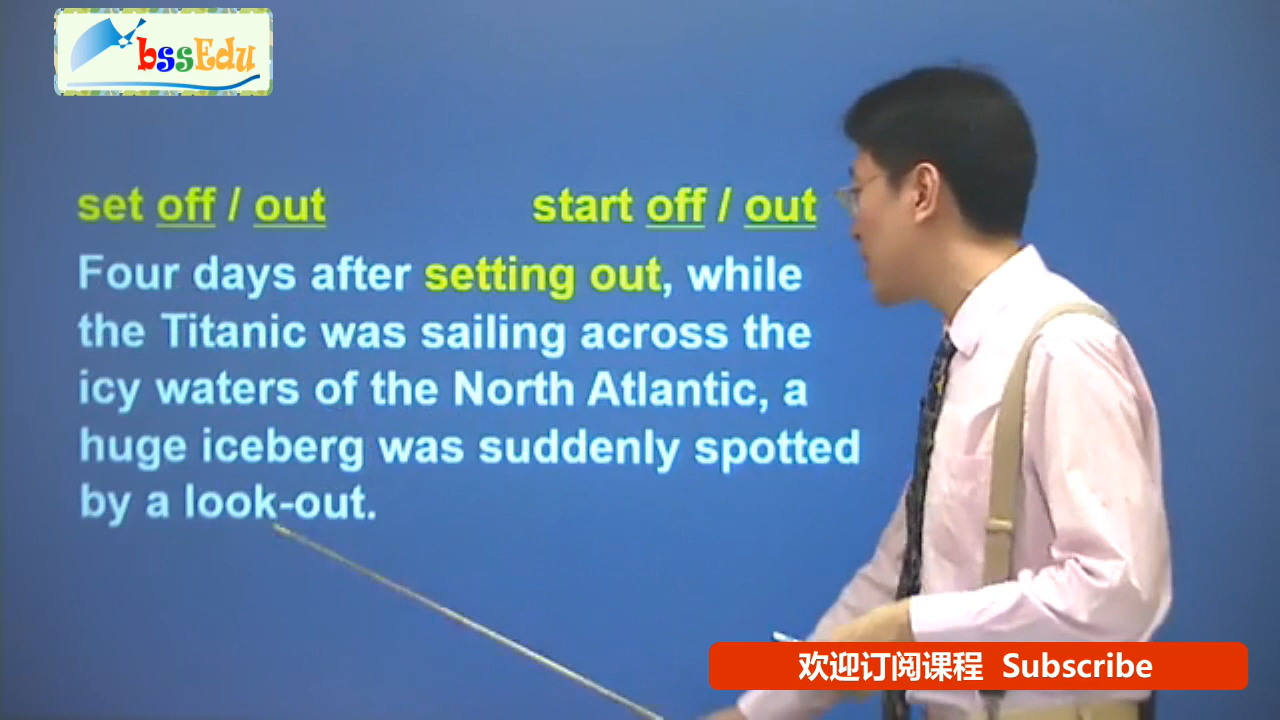 bssEdu
set off / out start off / out
Four days after setting out, while
the Titanic was sailing across the
icy waters of the North Atlantic, a
huge iceberg was suddenly spotted
by a look-out.
欢迎订阅课程 Subscribe